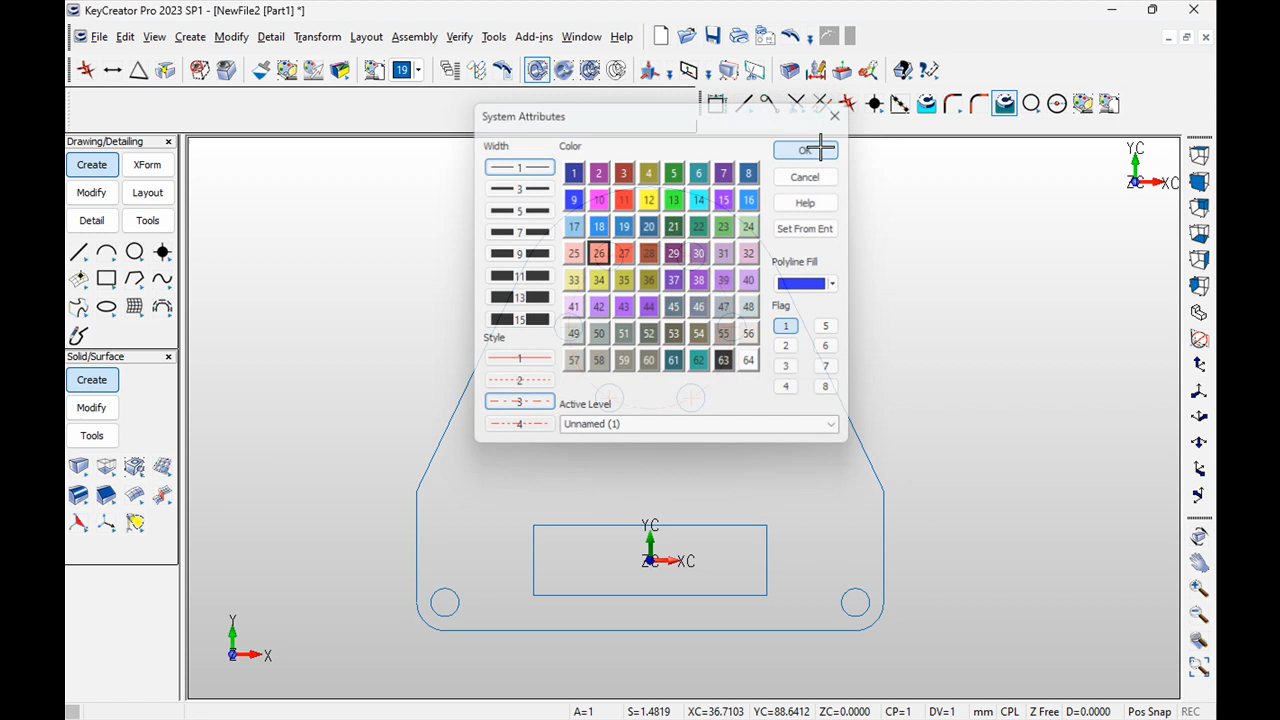 KeyCreator Pro 2023 SP1 - [NewFile2 [Part1] *]
File Edit View Create Modify Detail Transform Layout Assembly Verify Tools Add-ins Window Help
19
Drawing/Detailing
Create XForm
Modify Layout
Detail Tools
Solid/Surface
Create
Modify
Tools
System Attributes
Width Color
1
3
5
7
9
11
13
15
Style
1
2
3
4
1 2 3 4 5 6 7 8
9 10 11 12 13 14 15 16
17 18 19 20 21 22 23 24
25 26 27 28 29 30 31 32
33 34 35 36 37 38 39 40
41 42 43 44 45 46 47 48
49 50 51 52 53 54 55 56
57 58 59 60 61 62 63 64
Active Level
Unnamed (1)
OK
Cancel
Help
Set From Ent
Polyline Fill
Flag
1 5
2 6
3 7
4 8
YC
ZC XC
YC
ZC XC
Y
Z X
A=1 S=1.4819 XC=36.7103 YC=88.6412 ZC=0.0000 CP=1 DV=1 mm CPL Z Free D=0.0000 Pos Snap REC